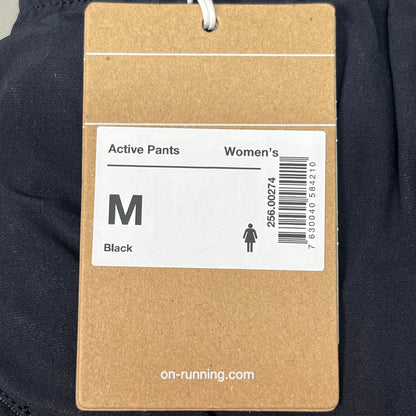 Active Pants Women's
M
Black
256.00274
7 630040 584210
on-running.com